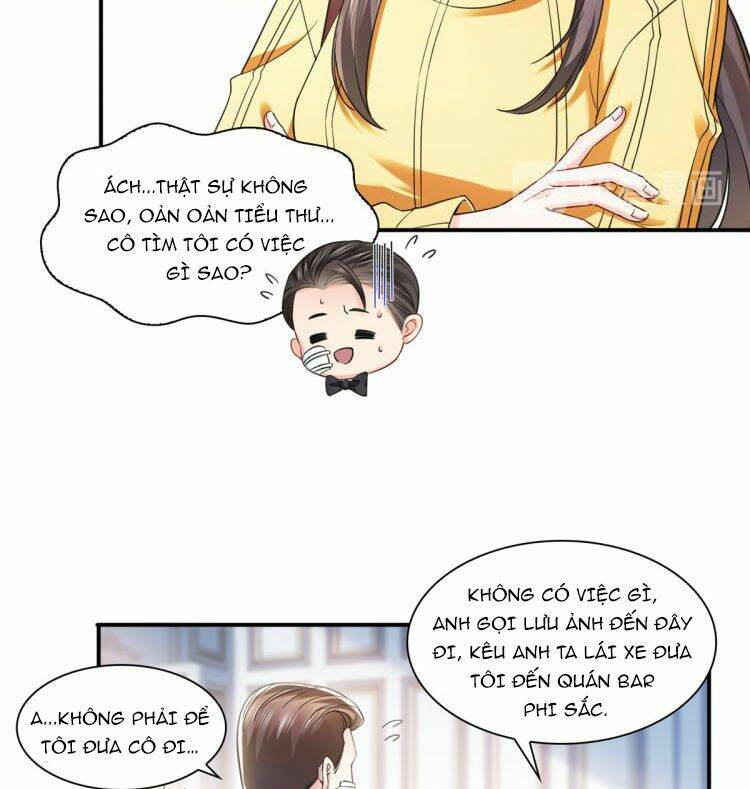 ÁCH...THẬT SỰ KHÔNG
SAO, OẢN OẢN TIỂU THƯ...
CÔ TÌM TÔI CÓ VIỆC
GÌ SAO?
KHÔNG CÓ VIỆC GÌ,
ANH GỌI LƯU ẢNH ĐẾN ĐÂY
ĐI, KÊU ANH TA LÁI XE ĐƯA
TÔI ĐẾN QUÁN BAR
PHI SẮC.
A...KHÔNG PHẢI ĐỂ
TÔI ĐƯA CÔ ĐI...